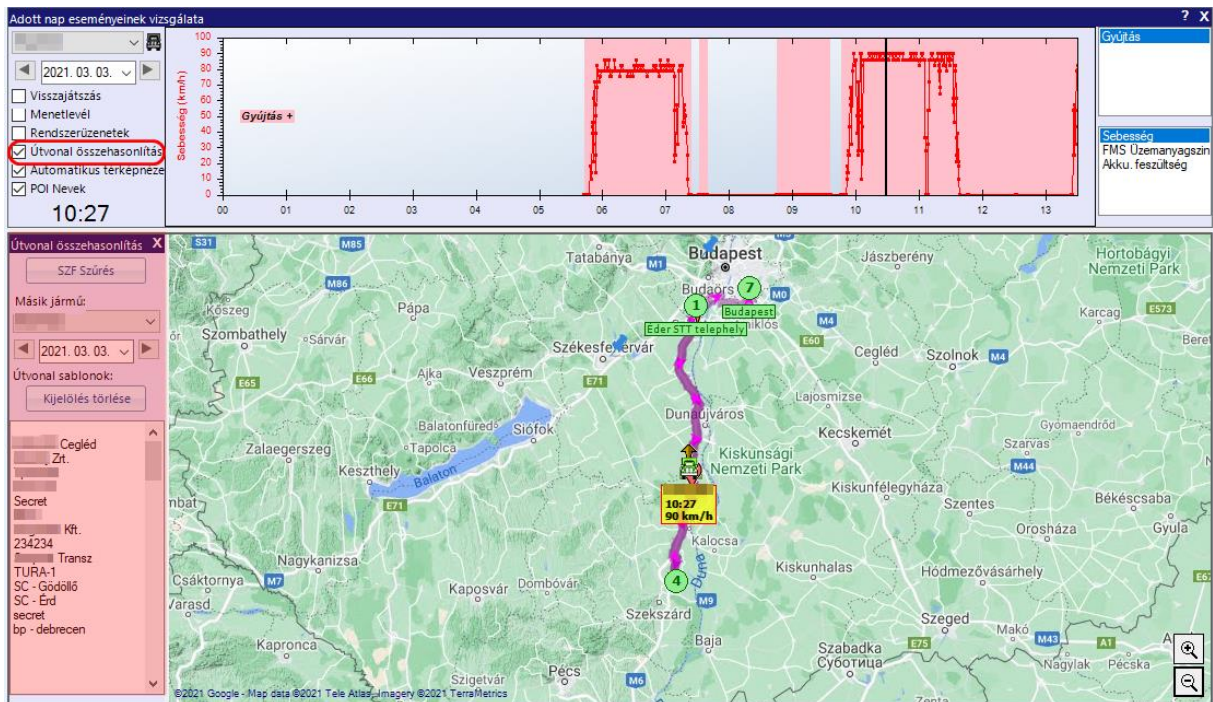 Adott nap eseményeinek vizsgálata
? X
2021. 03. 03.
Visszajátszás
Menetlevél
Rendszerüzenetek
Útvonal összehasonlítás
Automatikus térképnéze
POI Nevek
10:27
Sebesség (km/h)
100
90
80
70
60
50
40
30
20
10
0
Gyújtás +
00 01 02 03 04 05 06 07 08 09 10 11 12 13
Gyújtás
Sebesség
FMS Üzemanyagszin
Akku. feszültség
Útvonal összehasonlítás X
SZF Szűrés
Másik jármű:
2021. 03. 03.
Útvonal sablonok:
Kijelölés törlése
Cegléd
Zrt.
Secret
Kft.
234234
Transz
TURA-1
SC - Gödöllő
SC - Érd
secret
bp - debrecen
S31
M85
Tatabánya
M1
Budapest
Jászberény
Hortobágyi
Nemzeti Park
M86
Budaörs
7
M0
Kőszeg
Pápa
1
Budapest
Karcag
E573
Szombathely
Sárvár
Éder STT telephely
M4
Székesfehérvár
E60
Cegléd
Szolnok
M4
Beret
E65
E66
Ajka
Veszprém
E71
Lajosmizse
Dunaújváros
Balatonfüred
Siófok
Kecskemét
Gyomaendrőd
Zalaegerszeg
Tapolca
Szarvas
Keszthely
Balaton
Kiskunsági
Nemzeti Park
M44
E71
10:27
90 km/h
Kiskunfélegyháza
Szentes
Békéscsaba
Orosháza
Gyula
Kalocsa
Nagykanizsa
Kiskunhalas
Hódmezővásárhely
Csáktornya
M7
Kaposvár
Dombóvár
4
Duna
M9
Varasd
Szekszárd
Szeged
Makó
M43
A1
Kapronca
Baja
Szabadka
Суботица
E75
Nagylak
Pécska
Szigetvár
Pécs
M6
©2021 Google - Map data ©2021 Tele Atlas, Imagery ©2021 TerraMetrics
Zenta